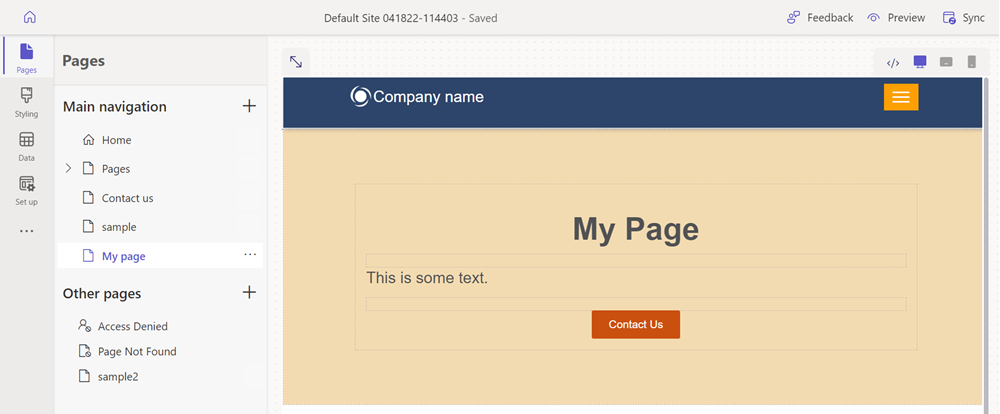 Default Site 041822-114403 - Saved
Feedback
Preview
Sync
Pages
Styling
Data
Set up
Pages
Main navigation
Home
Pages
Contact us
sample
My page
Other pages
Access Denied
Page Not Found
sample2
Company name
My Page
This is some text.
Contact Us